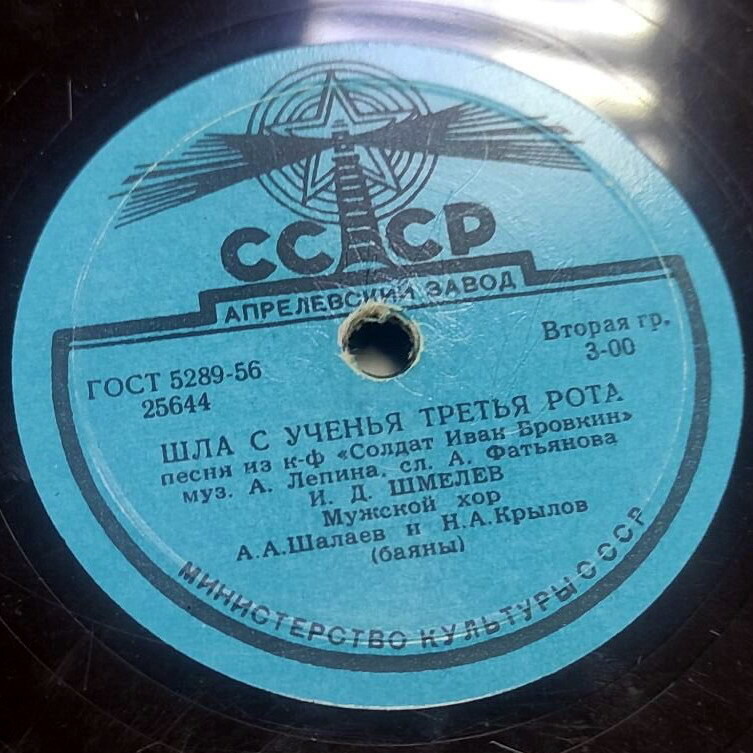 СССР
АПРЕЛЕВСКИЙ ЗАВОД
ГОСТ 5289-56
25644
Вторая гр.
3-00
ШЛА С УЧЕНЬЯ ТРЕТЬЯ РОТА
песня из к-ф «Солдат Иван Бровкин»
муз. А. Лепина, сл. А. Фатьянова
И. Д. ШМЕЛЕВ
Мужской хор
А.А.Шалаев и Н.А.Крылов
(баяны)
МИНИСТЕРСТВО КУЛЬТУРЫ СССР